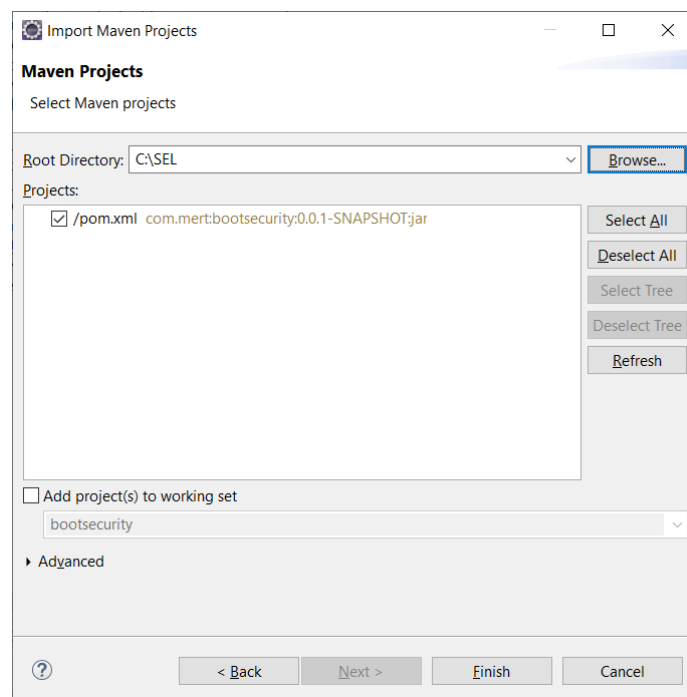 Import Maven Projects
Maven Projects
Select Maven projects
Root Directory: C:\SEL Browse...
Projects:
/pom.xml com.mert:bootsecurity:0.0.1-SNAPSHOT:jar
Select All
Deselect All
Select Tree
Deselect Tree
Refresh
Add project(s) to working set
bootsecurity
Advanced
? < Back Next > Finish Cancel